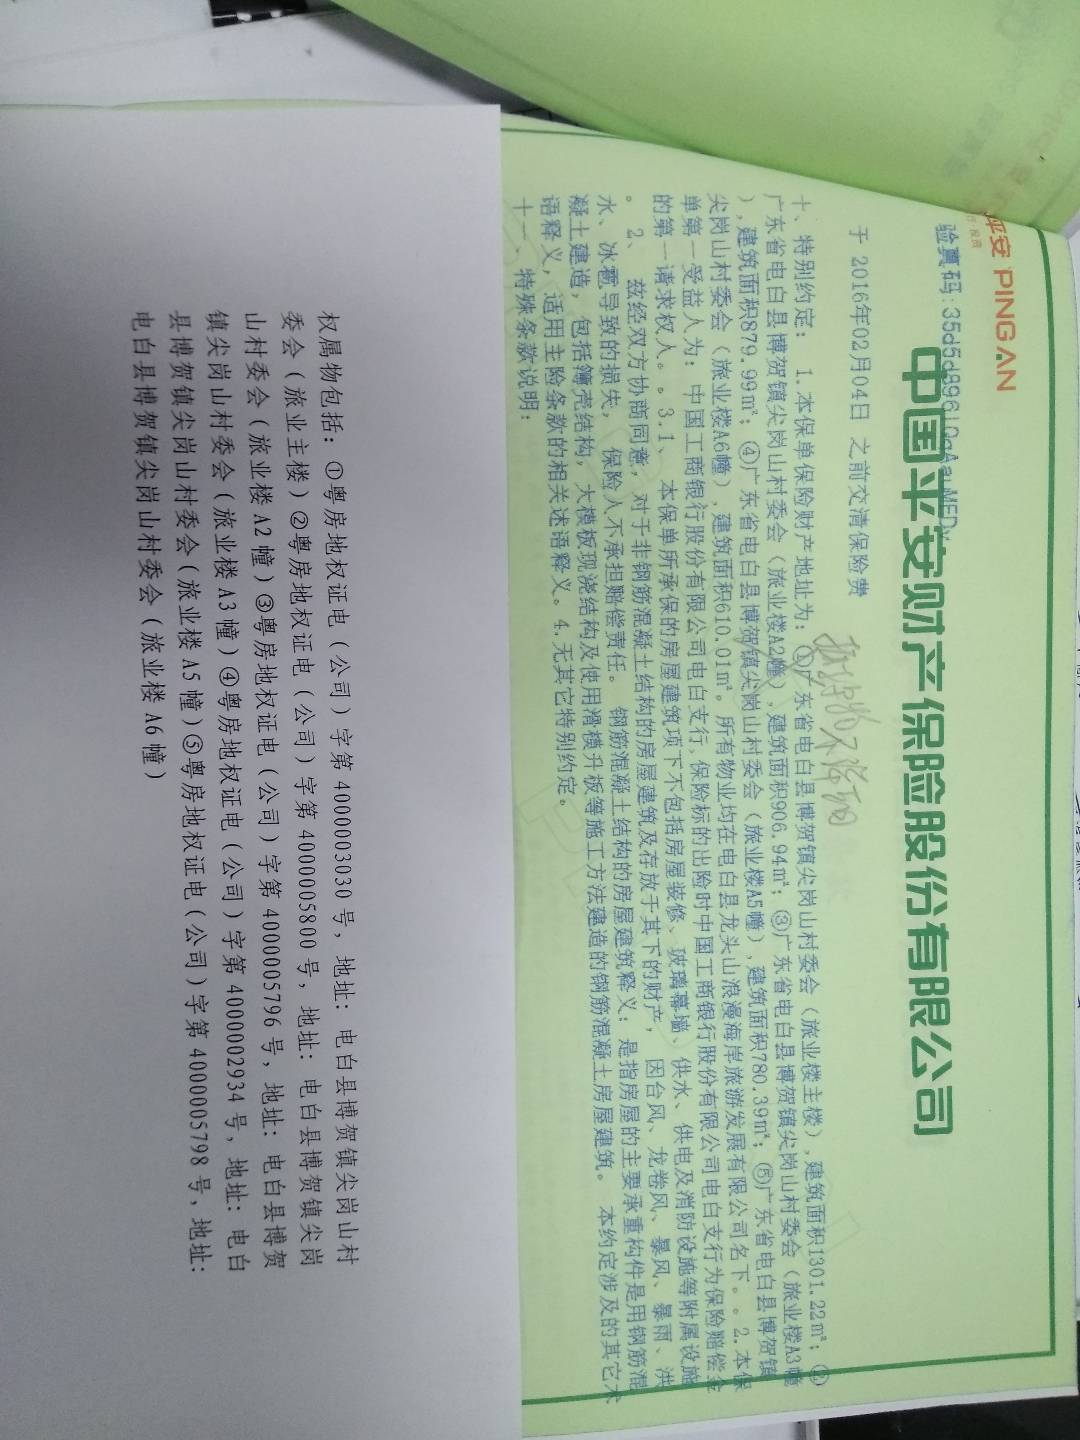 平安 PINGAN
中国平安财产保险股份有限公司
于 2016年02月04日 之前交清保险费
十、特别约定： 1.本保单保险财产地址为：①广东省电白县博贺镇尖岗山村委会（旅业楼主楼）,建筑面积1301.22㎡；②
广东省电白县博贺镇尖岗山村委会（旅业楼A2幢）,建筑面积906.94㎡；③广东省电白县博贺镇尖岗山村委会（旅业楼A3幢
）,建筑面积879.99㎡；④广东省电白县博贺镇尖岗山村委会（旅业楼A5幢）,建筑面积780.39㎡；⑤广东省电白县博贺镇
尖岗山村委会（旅业楼A6幢）,建筑面积610.01㎡。所有物业均在电白县龙头山浪漫海岸旅游发展有限公司名下。。2.本保
单第一受益人为：中国工商银行股份有限公司电白支行,保险标的出险时中国工商银行股份有限公司电白支行为保险赔偿金
的第一请求权人。。3.1、 本保单所承保的房屋建筑项下不包括房屋装修、玻璃幕墙、供水、供电及消防设施等附属设施
。 2、 兹经双方协商同意，对于非钢筋混凝土结构的房屋建筑及存放于其下的财产， 因台风、龙卷风、暴风、暴雨、洪
水、冰雹导致的损失， 保险人不承担赔偿责任。 钢筋混凝土结构的房屋建筑释义：是指房屋的主要承重构件是用钢筋混
凝土建造，包括薄壳结构，大模板现浇结构及使用滑模升板等施工方法建造的钢筋混凝土房屋建筑。 本约定涉及的其它术
语释义，适用主险条款的相关述语释义。4.无其它特别约定。
十一、特殊条款说明：
权属物包括：①粤房地权证电（公司）字第 4000003030 号，地址：电白县博贺镇尖岗山村
委会（旅业主楼）②粤房地权证电（公司）字第 4000005800 号，地址：电白县博贺镇尖岗
山村委会（旅业楼 A2 幢）③粤房地权证电（公司）字第 4000005796 号，地址：电白县博贺
镇尖岗山村委会（旅业楼 A3 幢）④粤房地权证电（公司）字第 4000002934 号，地址：电白
县博贺镇尖岗山村委会（旅业楼 A5 幢）⑤粤房地权证电（公司）字第 4000005798 号，地址：
电白县博贺镇尖岗山村委会（旅业楼 A6 幢）